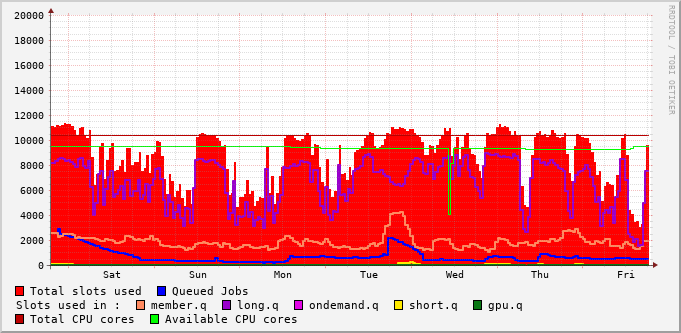 20000
18000
16000
14000
12000
10000
8000
6000
4000
2000
0
Sat Sun Mon Tue Wed Thu Fri
Total slots used Queued Jobs
Slots used in : member.q long.q ondemand.q short.q gpu.q
Total CPU cores Available CPU cores
RRDTOOL / TOBI OETIKER